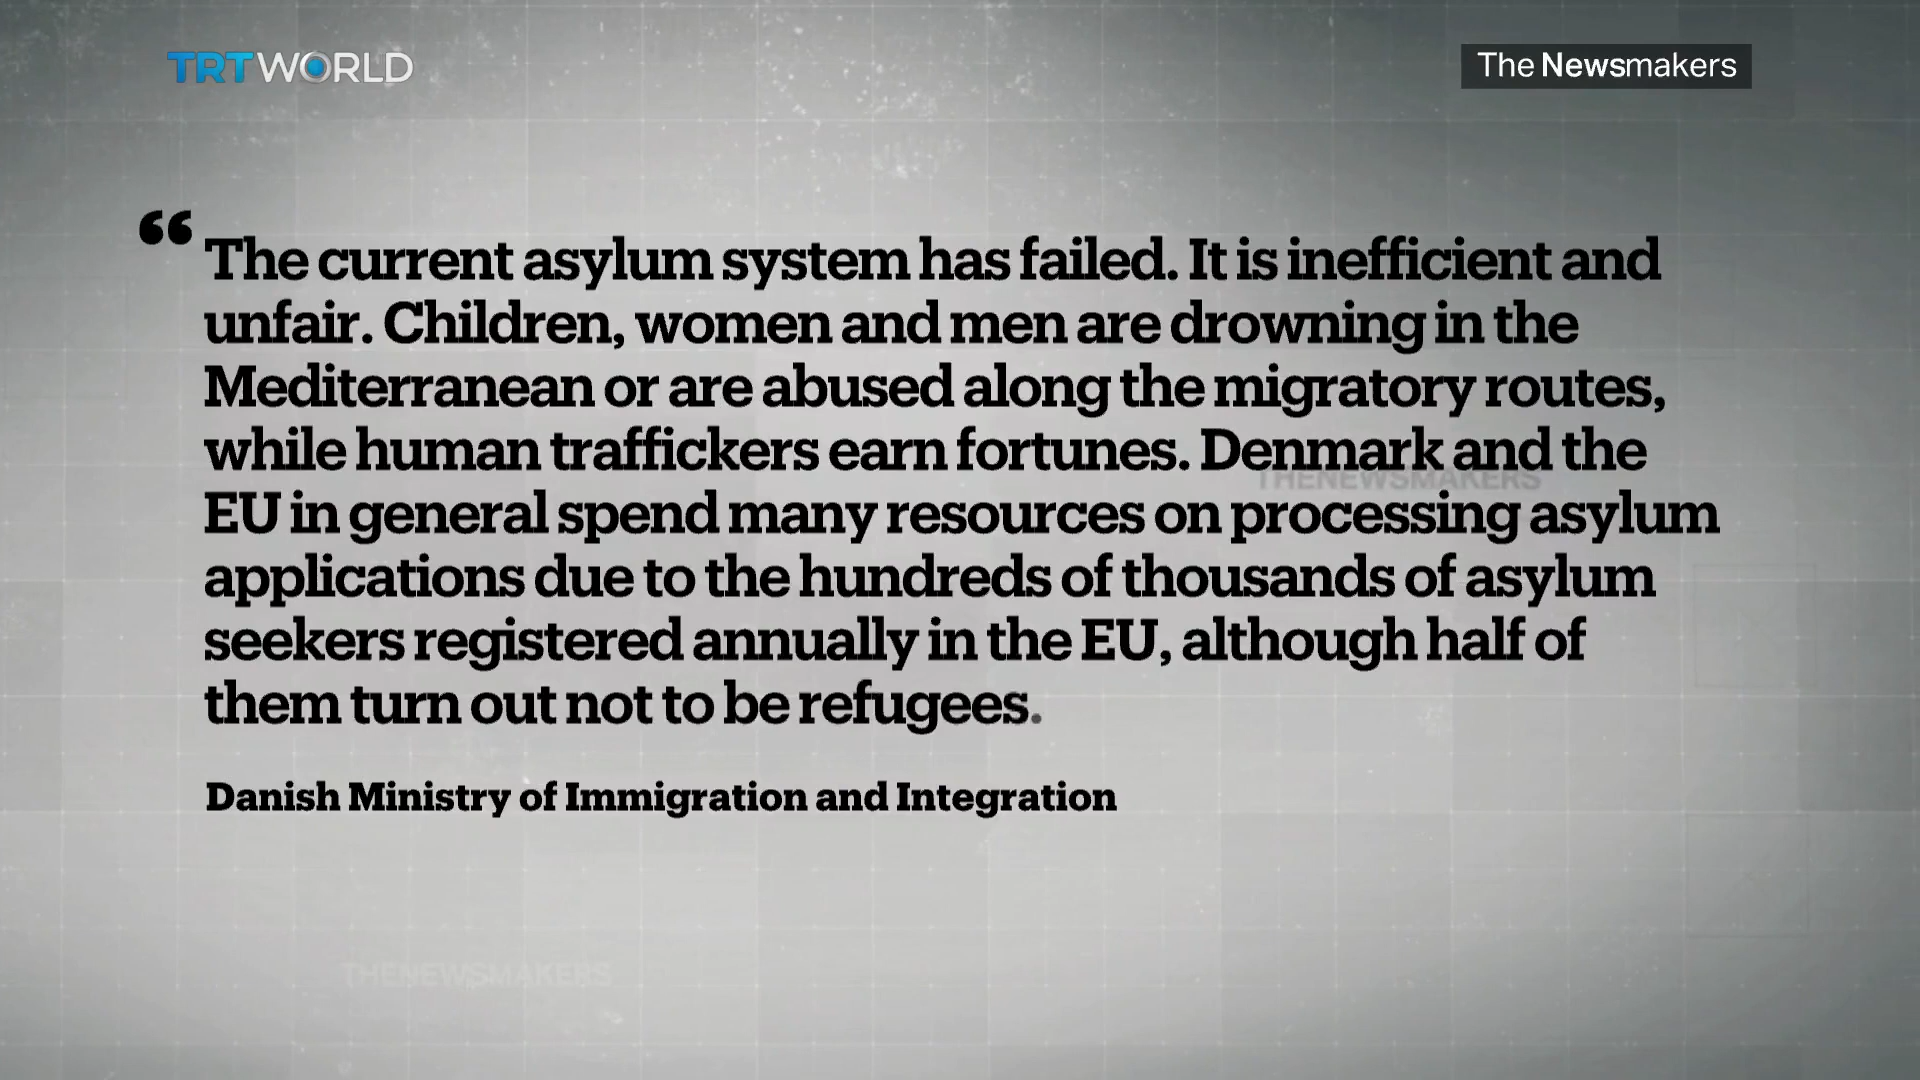 TRT WORLD
The Newsmakers
“ The current asylum system has failed. It is inefficient and
unfair. Children, women and men are drowning in the
Mediterranean or are abused along the migratory routes,
while human traffickers earn fortunes. Denmark and the
THENEWSMAKERS
EU in general spend many resources on processing asylum
applications due to the hundreds of thousands of asylum
seekers registered annually in the EU, although half of
them turn out not to be refugees.
Danish Ministry of Immigration and Integration
THENEWSMAKERS